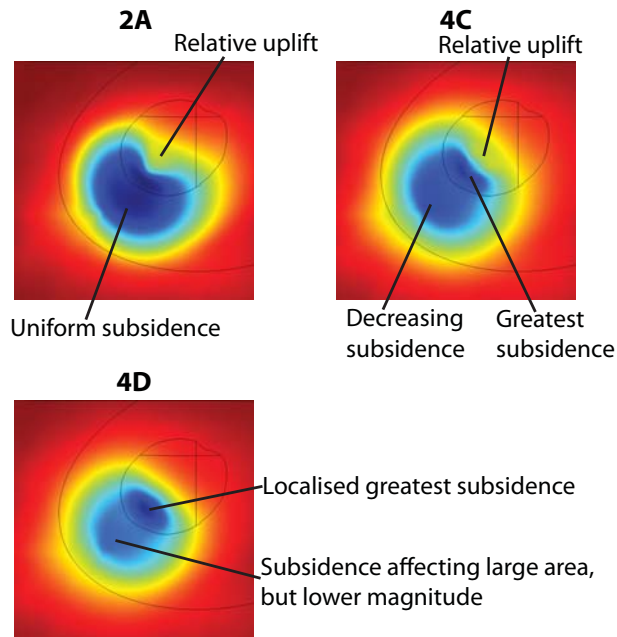 2A
Relative uplift
Uniform subsidence
4C
Relative uplift
Decreasing
subsidence
Greatest
subsidence
4D
Localised greatest subsidence
Subsidence affecting large area,
but lower magnitude